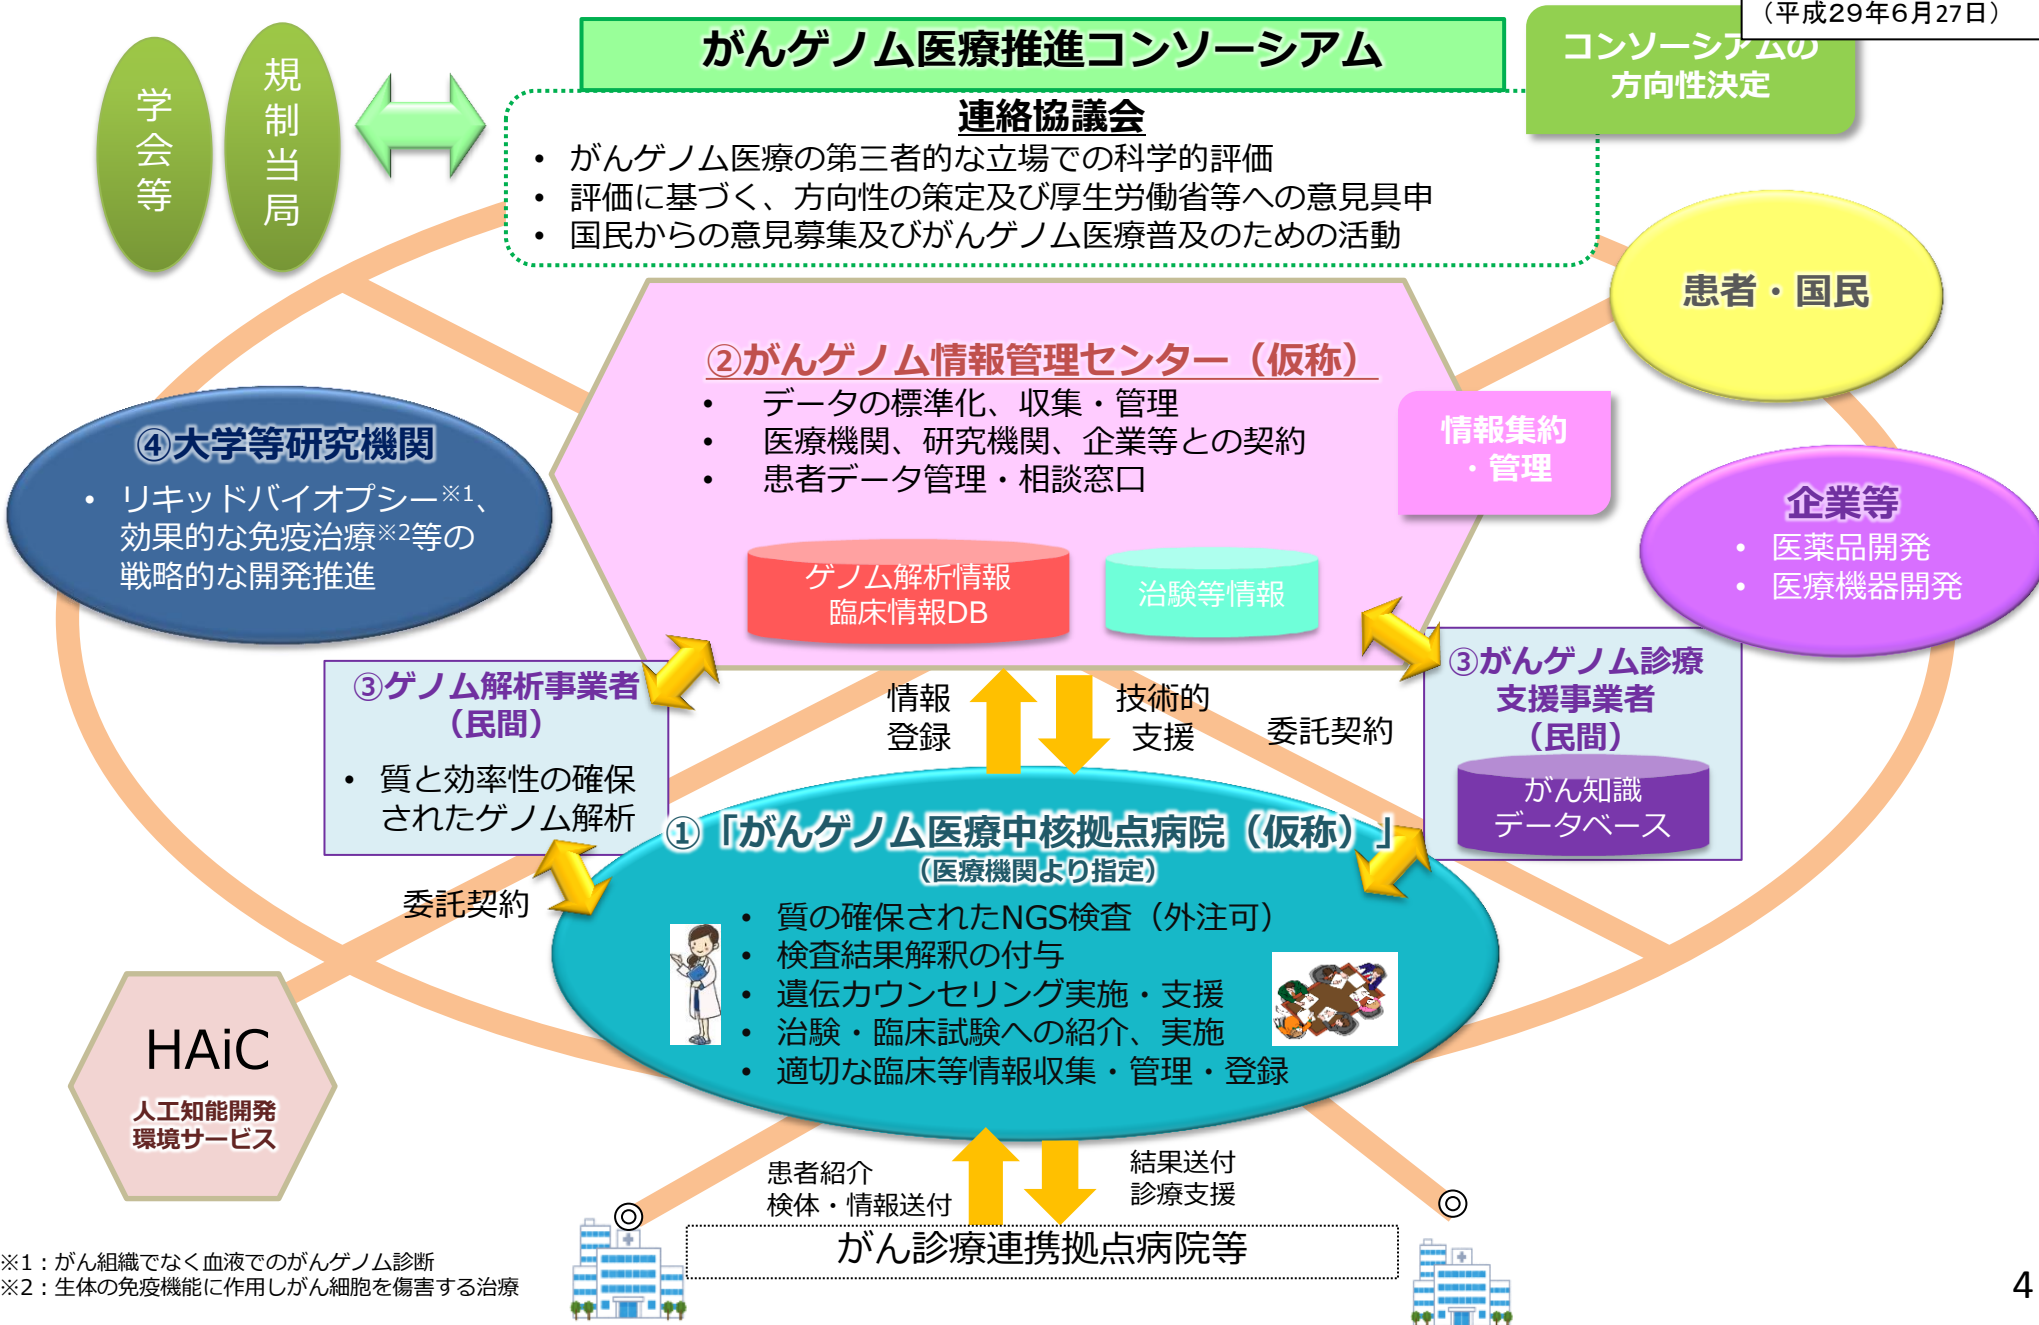 （平成29年6月27日）
がんゲノム医療推進コンソーシアム
コンソーシアムの
方向性決定
学会等
規制当局
連絡協議会
• がんゲノム医療の第三者的な立場での科学的評価
• 評価に基づく、方向性の策定及び厚生労働省等への意見具申
• 国民からの意見募集及びがんゲノム医療普及のための活動
患者・国民
②がんゲノム情報管理センター（仮称）
• データの標準化、収集・管理
• 医療機関、研究機関、企業等との契約
• 患者データ管理・相談窓口
情報集約
・管理
ゲノム解析情報
臨床情報DB
治験等情報
④大学等研究機関
• リキッドバイオプシー※1、
効果的な免疫治療※2等の
戦略的な開発推進
企業等
• 医薬品開発
• 医療機器開発
③ゲノム解析事業者
（民間）
• 質と効率性の確保
されたゲノム解析
情報
登録
技術的
支援
委託契約
③がんゲノム診療
支援事業者
（民間）
がん知識
データベース
委託契約
①「がんゲノム医療中核拠点病院（仮称）」
（医療機関より指定）
• 質の確保されたNGS検査（外注可）
• 検査結果解釈の付与
• 遺伝カウンセリング実施・支援
• 治験・臨床試験への紹介、実施
• 適切な臨床等情報収集・管理・登録
HAiC
人工知能開発
環境サービス
患者紹介
検体・情報送付
結果送付
診療支援
◎
◎
がん診療連携拠点病院等
※1：がん組織でなく血液でのがんゲノム診断
※2：生体の免疫機能に作用しがん細胞を傷害する治療
4